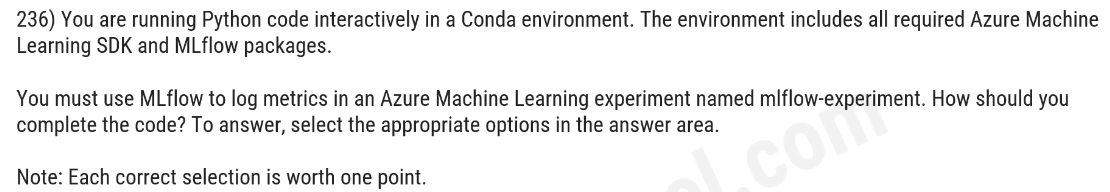 236) You are running Python code interactively in a Conda environment. The environment includes all required Azure Machine
Learning SDK and MLflow packages.
You must use MLflow to log metrics in an Azure Machine Learning experiment named mlflow-experiment. How should you
complete the code? To answer, select the appropriate options in the answer area.
Note: Each correct selection is worth one point.